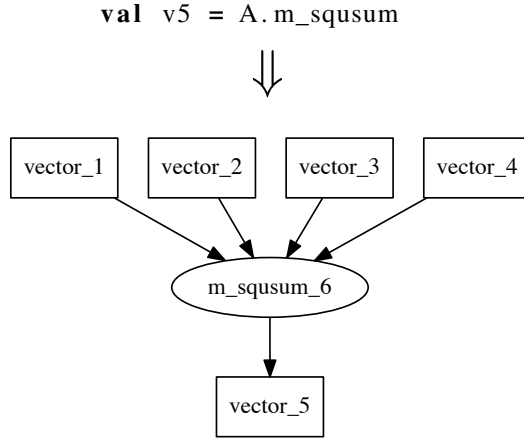 val v5 = A.m_squsum
vector_1 vector_2 vector_3 vector_4
m_squsum_6
vector_5